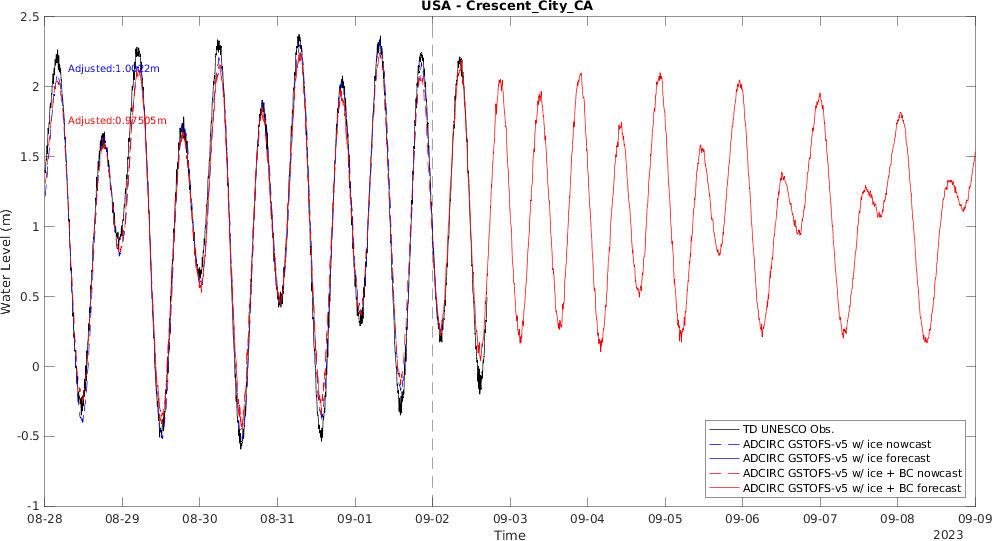 USA - Crescent_City_CA
2.5
2
1.5
1
0.5
0
-0.5
-1
Water Level (m)
Adjusted:1.0022m
Adjusted:0.97505m
TD UNESCO Obs.
ADCIRC GSTOFS-v5 w/ ice nowcast
ADCIRC GSTOFS-v5 w/ ice forecast
ADCIRC GSTOFS-v5 w/ ice + BC nowcast
ADCIRC GSTOFS-v5 w/ ice + BC forecast
08-28 08-29 08-30 08-31 09-01 09-02 09-03 09-04 09-05 09-06 09-07 09-08 09-09
Time
2023